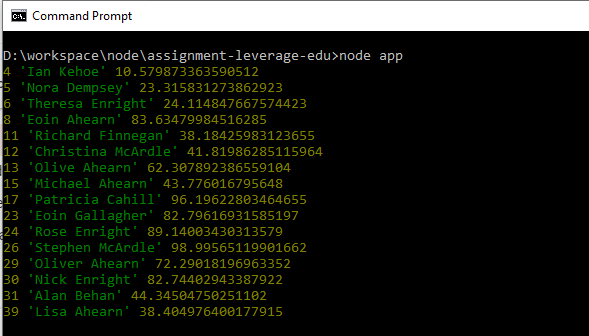 Command Prompt
D:\workspace\node\assignment-leverage-edu>node app
4 'Ian Kehoe' 10.579873363590512
5 'Nora Dempsey' 23.315831273862923
6 'Theresa Enright' 24.114847667574423
8 'Eoin Ahearn' 83.63479984516285
11 'Richard Finnegan' 38.18425983123655
12 'Christina McArdle' 41.81986285115964
13 'Olive Ahearn' 62.307892386559104
15 'Michael Ahearn' 43.776016795648
17 'Patricia Cahill' 96.19622803464655
23 'Eoin Gallagher' 82.79616931585197
24 'Rose Enright' 89.14003430313579
26 'Stephen McArdle' 98.99565119901662
29 'Oliver Ahearn' 72.29018196963352
30 'Nick Enright' 82.74402943387922
31 'Alan Behan' 44.34504750251102
39 'Lisa Ahearn' 38.404976400177915